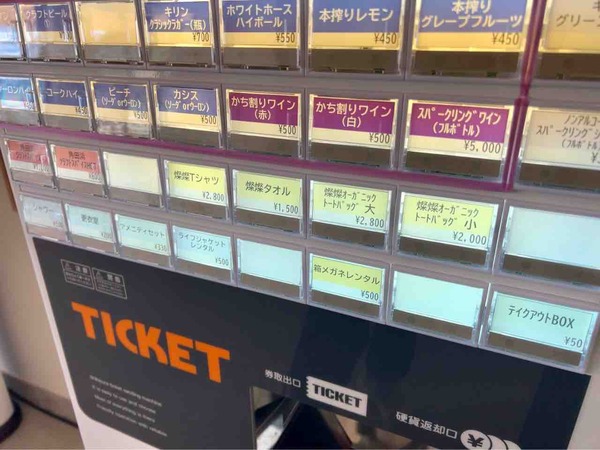 クラフトビール
キリン
クラシックラガー(瓶)
¥700
ホワイトホース
ハイボール
¥550
本搾りレモン
¥450
本搾り
グレープフルーツ
¥450
コークハイ
ピーチ
(ソーダorウーロン)
¥500
カシス
(ソーダorウーロン)
¥500
かち割りワイン
(赤)
¥500
かち割りワイン
(白)
¥500
スパークリングワイン
(フルボトル)
¥5,000
燦燦Tシャツ
¥2,800
燦燦タオル
¥1,500
燦燦オーガニック
トートバッグ 大
¥2,800
燦燦オーガニック
トートバッグ 小
¥2,000
シャワー
更衣室
アメニティセット
¥330
ライフジャケット
レンタル
¥500
箱メガネレンタル
¥500
テイクアウトBOX
¥50
TICKET
券取出口
TICKET
硬貨返却口